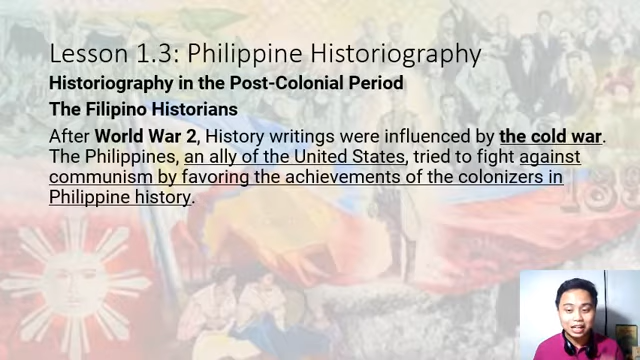 Lesson 1.3: Philippine Historiography
Historiography in the Post-Colonial Period
The Filipino Historians
After World War 2, History writings were influenced by the cold war.
The Philippines, an ally of the United States, tried to fight against
communism by favoring the achievements of the colonizers in
Philippine history.